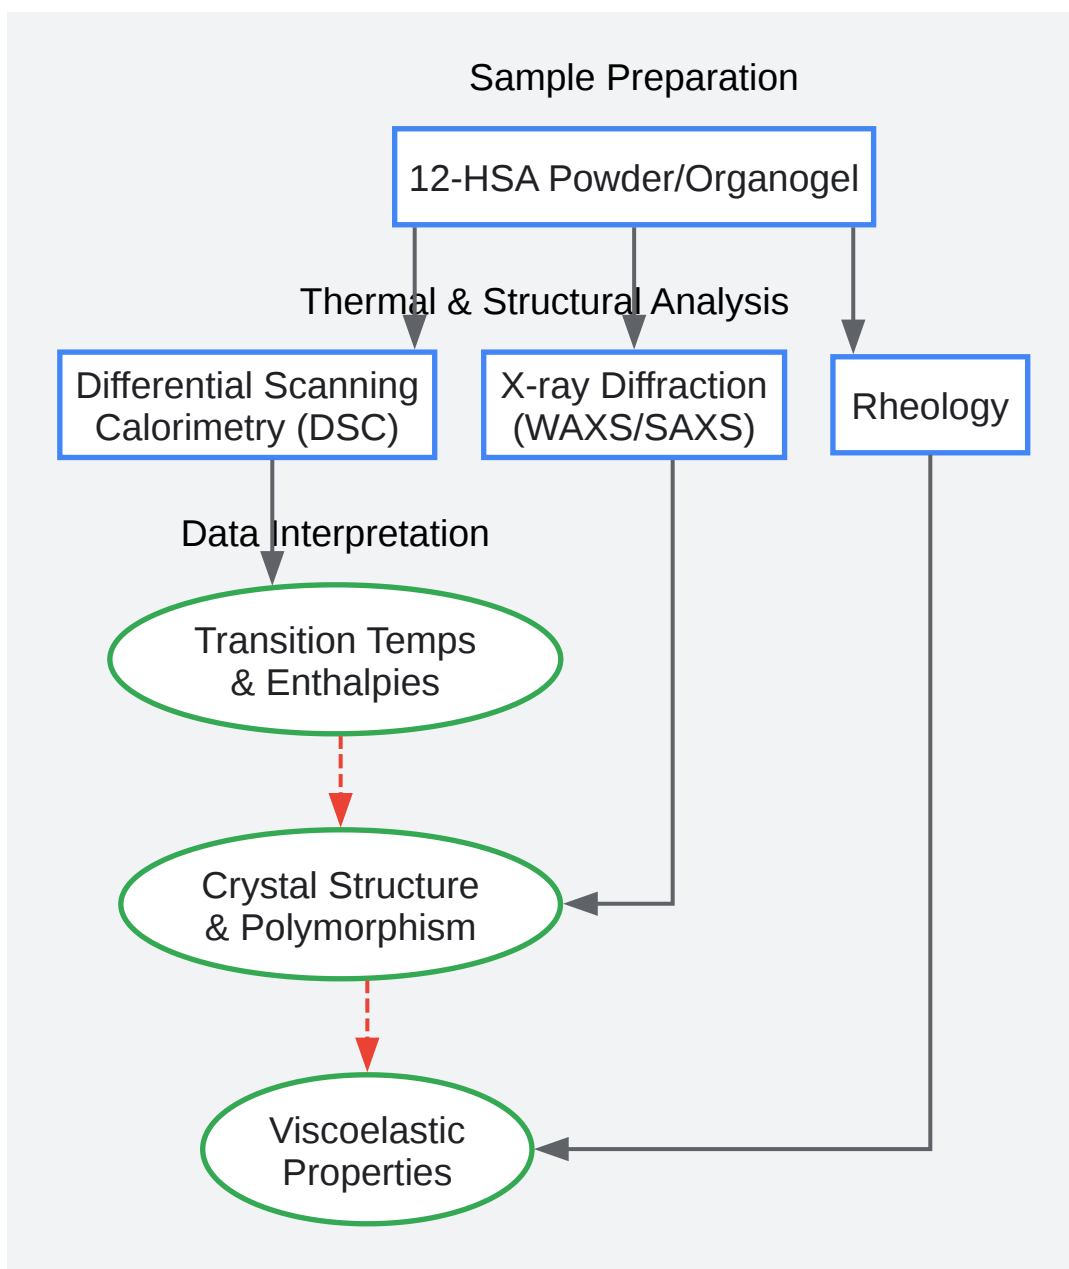 Sample Preparation
12-HSA Powder/Organogel
Thermal & Structural Analysis
Differential Scanning
Calorimetry (DSC)
X-ray Diffraction
(WAXS/SAXS)
Rheology
Data Interpretation
Transition Temps
& Enthalpies
Crystal Structure
& Polymorphism
Viscoelastic
Properties